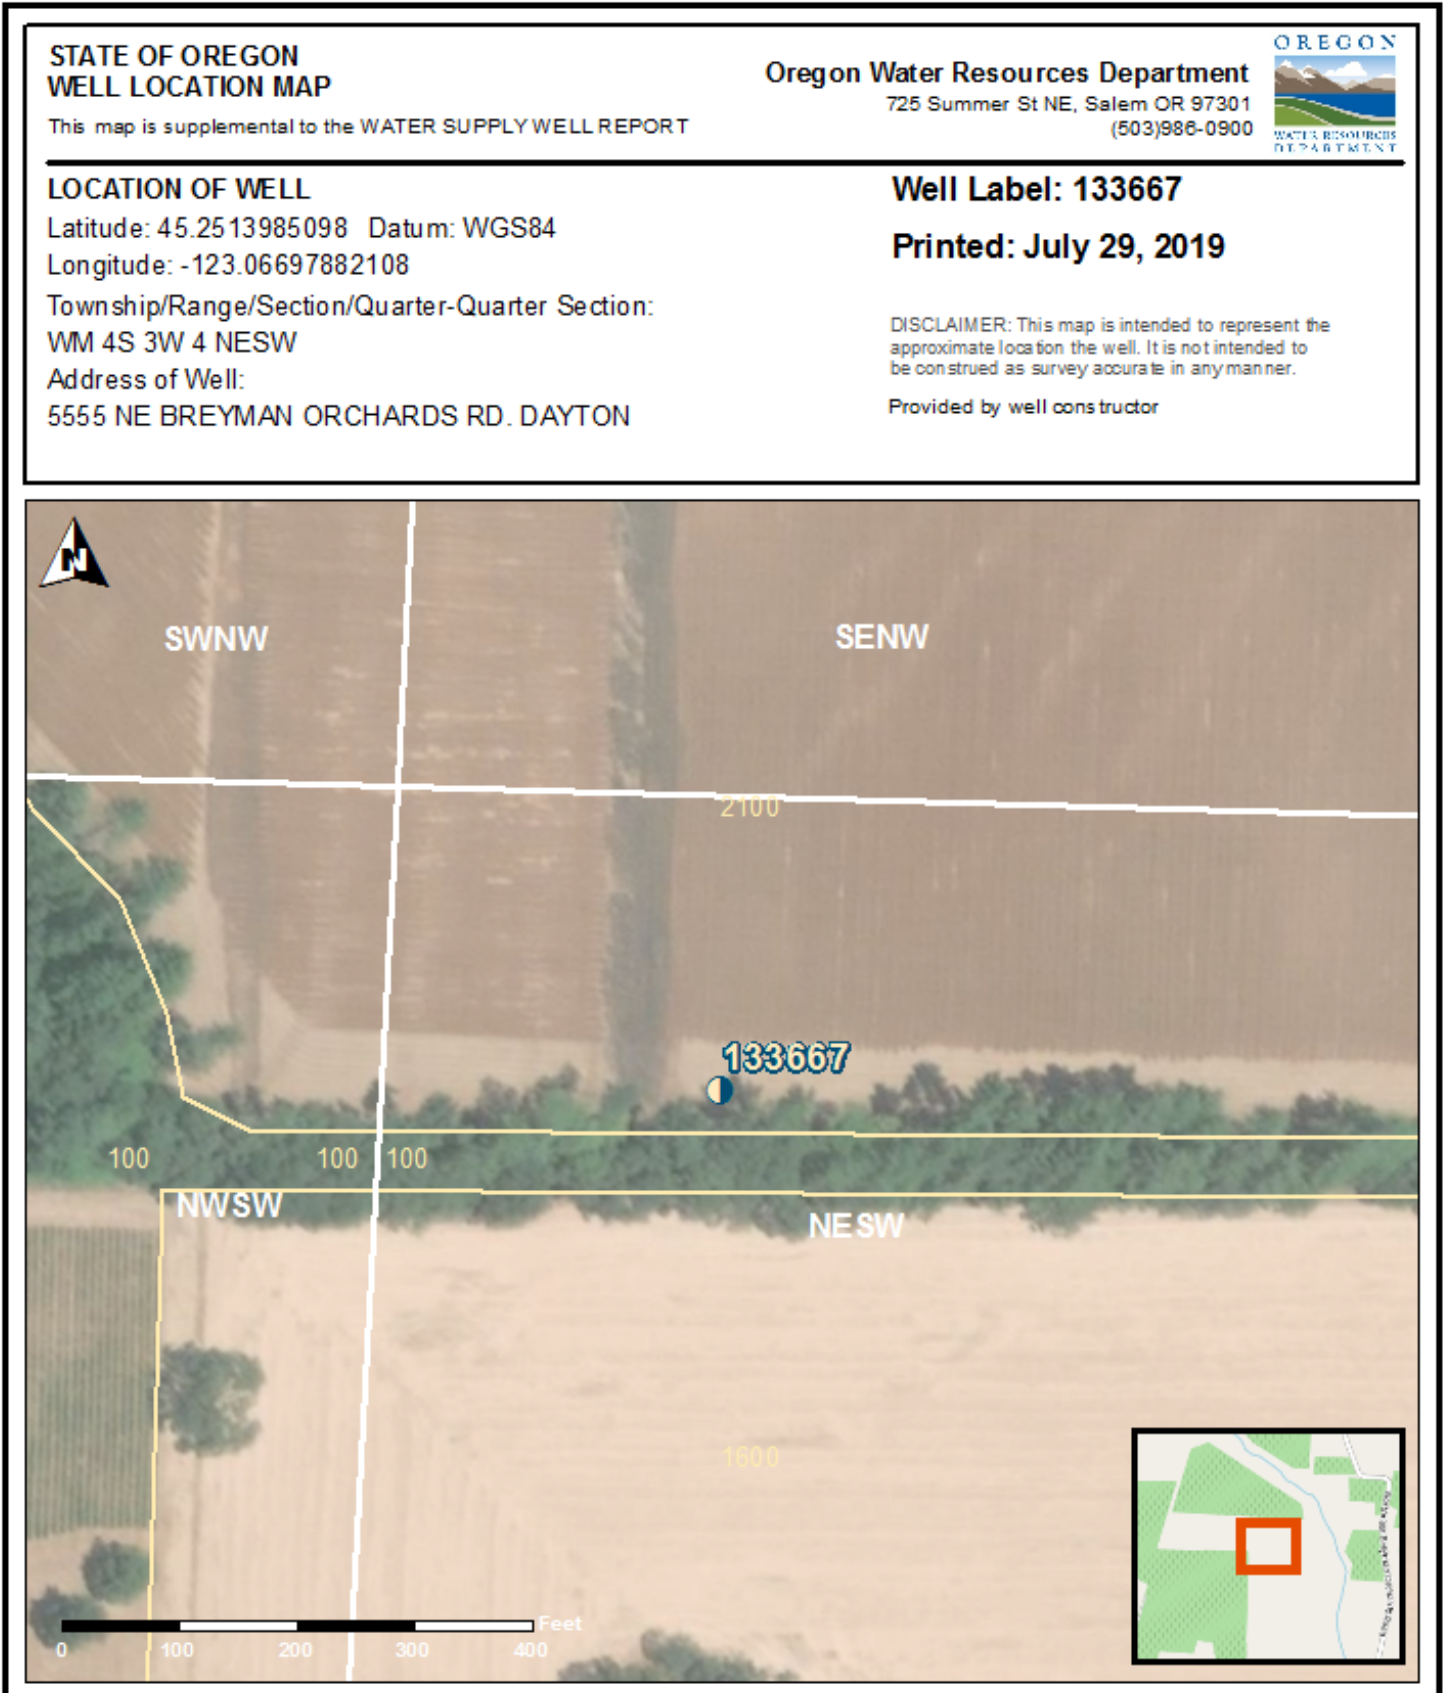 STATE OF OREGON
WELL LOCATION MAP
This map is supplemental to the WATER SUPPLY WELL REPORT
Oregon Water Resources Department
725 Summer St NE, Salem OR 97301
(503)986-0900
OREGON
WATER RESOURCES
DEPARTMENT
LOCATION OF WELL
Latitude: 45.2513985098 Datum: WGS84
Longitude: -123.06697882108
Township/Range/Section/Quarter-Quarter Section:
WM 4S 3W 4 NESW
Address of Well:
5555 NE BREYMAN ORCHARDS RD. DAYTON
Well Label: 133667
Printed: July 29, 2019
DISCLAIMER: This map is intended to represent the
approximate location the well. It is not intended to
be construed as survey accurate in any manner.
Provided by well constructor
N
SWNW
SENW
2100
133667
100
100
100
NWSW
NESW
1600
Feet
0 100 200 300 400